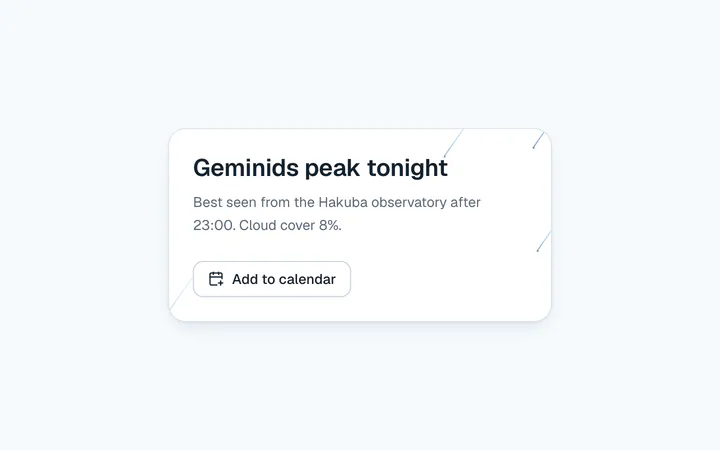 Geminids peak tonight
Best seen from the Hakuba observatory after
23:00. Cloud cover 8%.
Add to calendar